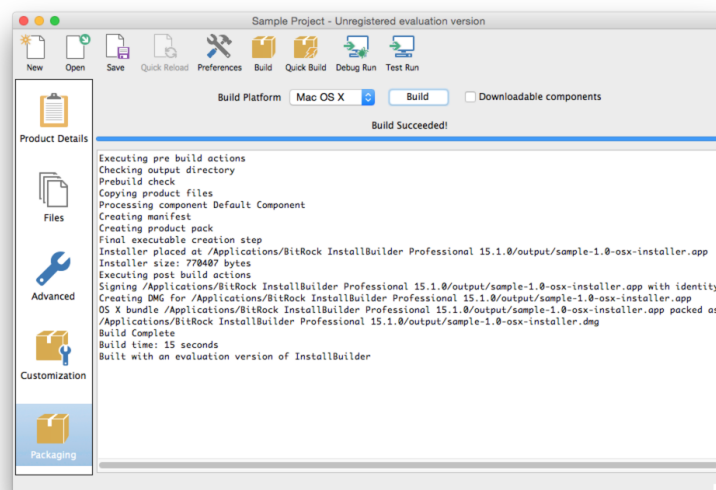 Sample Project - Unregistered evaluation version
New Open Save Quick Reload Preferences Build Quick Build Debug Run Test Run
Build Platform Mac OS X Build Downloadable components
Build Succeeded!
Product Details
Files
Advanced
Customization
Packaging
Executing pre build actions
Checking output directory
Prebuild check
Copying product files
Processing component Default Component
Creating manifest
Creating product pack
Final executable creation step
Installer placed at /Applications/BitRock InstallBuilder Professional 15.1.0/output/sample-1.0-osx-installer.app
Installer size: 770407 bytes
Executing post build actions
Signing /Applications/BitRock InstallBuilder Professional 15.1.0/output/sample-1.0-osx-installer.app with identity
Creating DMG for /Applications/BitRock InstallBuilder Professional 15.1.0/output/sample-1.0-osx-installer.app
OS X bundle /Applications/BitRock InstallBuilder Professional 15.1.0/output/sample-1.0-osx-installer.app packed as
/Applications/BitRock InstallBuilder Professional 15.1.0/output/sample-1.0-osx-installer.dmg
Build Complete
Build time: 15 seconds
Built with an evaluation version of InstallBuilder